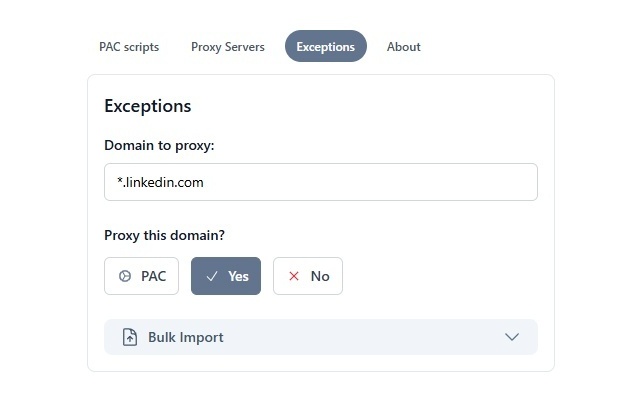 PAC scripts Proxy Servers Exceptions About
Exceptions
Domain to proxy:
*.linkedin.com
Proxy this domain?
PAC Yes No
Bulk Import